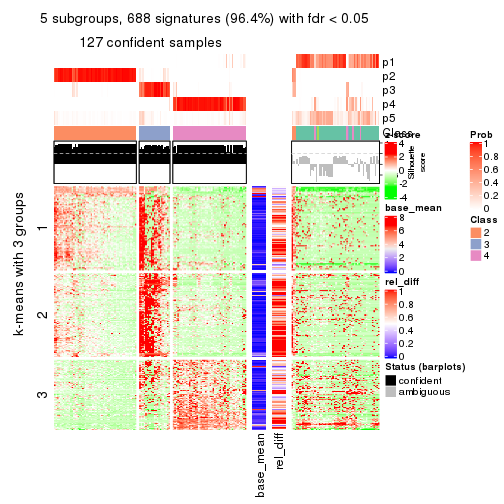 5 subgroups, 688 signatures (96.4%) with fdr < 0.05
127 confident samples
p1
p2
p3
p4
p5
Class
Silhouette
score
k-means with 3 groups
1
2
3
base_mean
rel_diff
z-score
4
2
0
-2
-4
base_mean
8
6
4
2
0
rel_diff
1
0.8
0.6
0.4
0.2
0
Status (barplots)
confident
ambiguous
Prob
1
0.8
0.6
0.4
0.2
0
Class
2
3
4